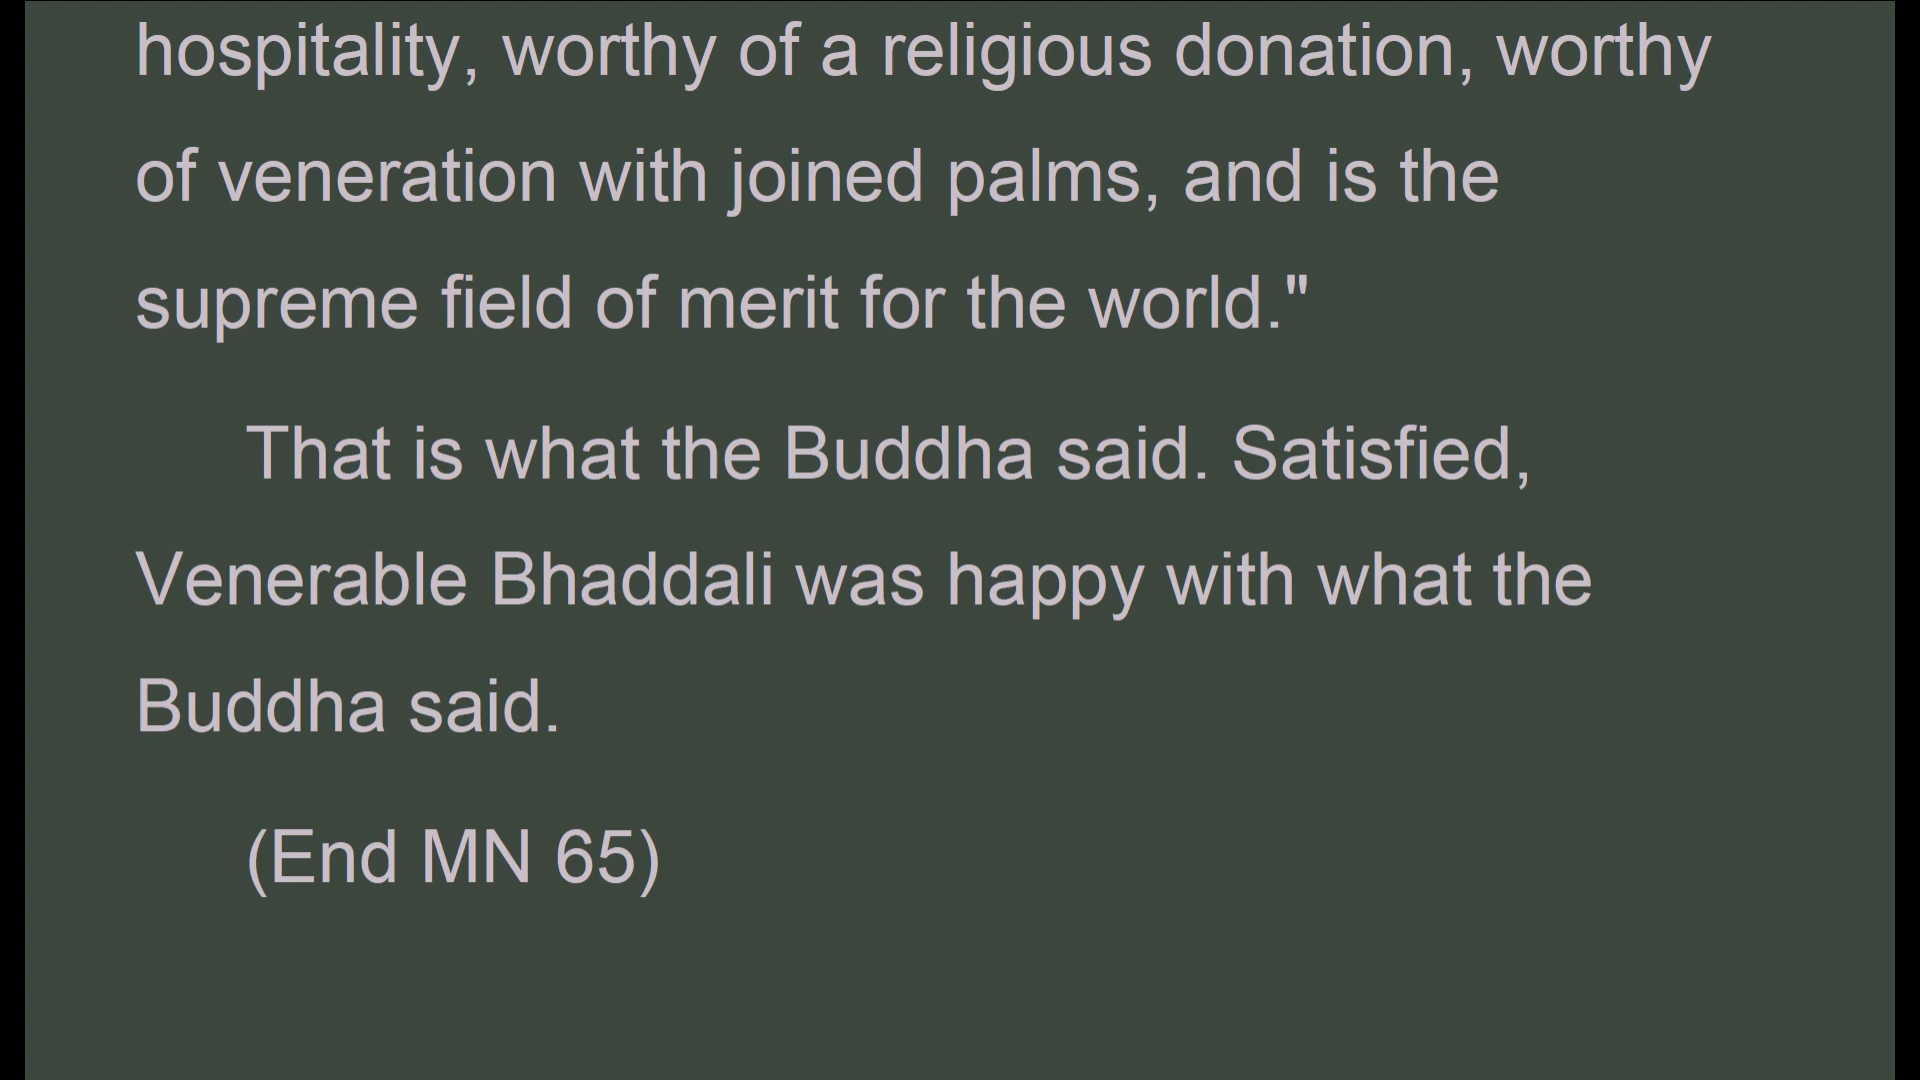 hospitality, worthy of a religious donation, worthy
of veneration with joined palms, and is the
supreme field of merit for the world."
That is what the Buddha said. Satisfied,
Venerable Bhaddali was happy with what the
Buddha said.
(End MN 65)